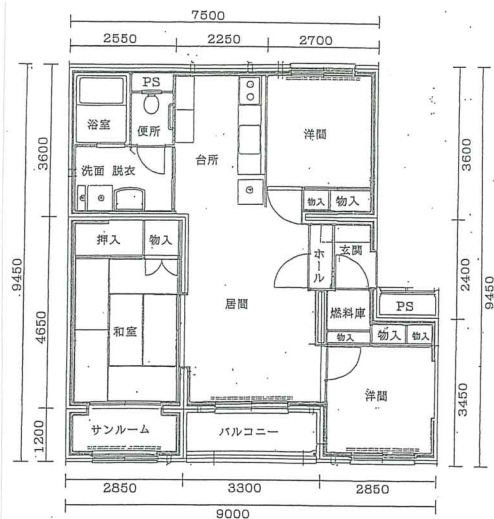 7500
2550 2250 2700
PS
浴室 便所
洋間
台所
洗面 脱衣
物入 物入
3600
3600
押入 物入
ホール
玄関
2400
9450
9450
居間
燃料庫
PS
物入 物入 物入
和室
4650
洋間
3450
サンルーム
バルコニー
1200
2850 3300 2850
9000